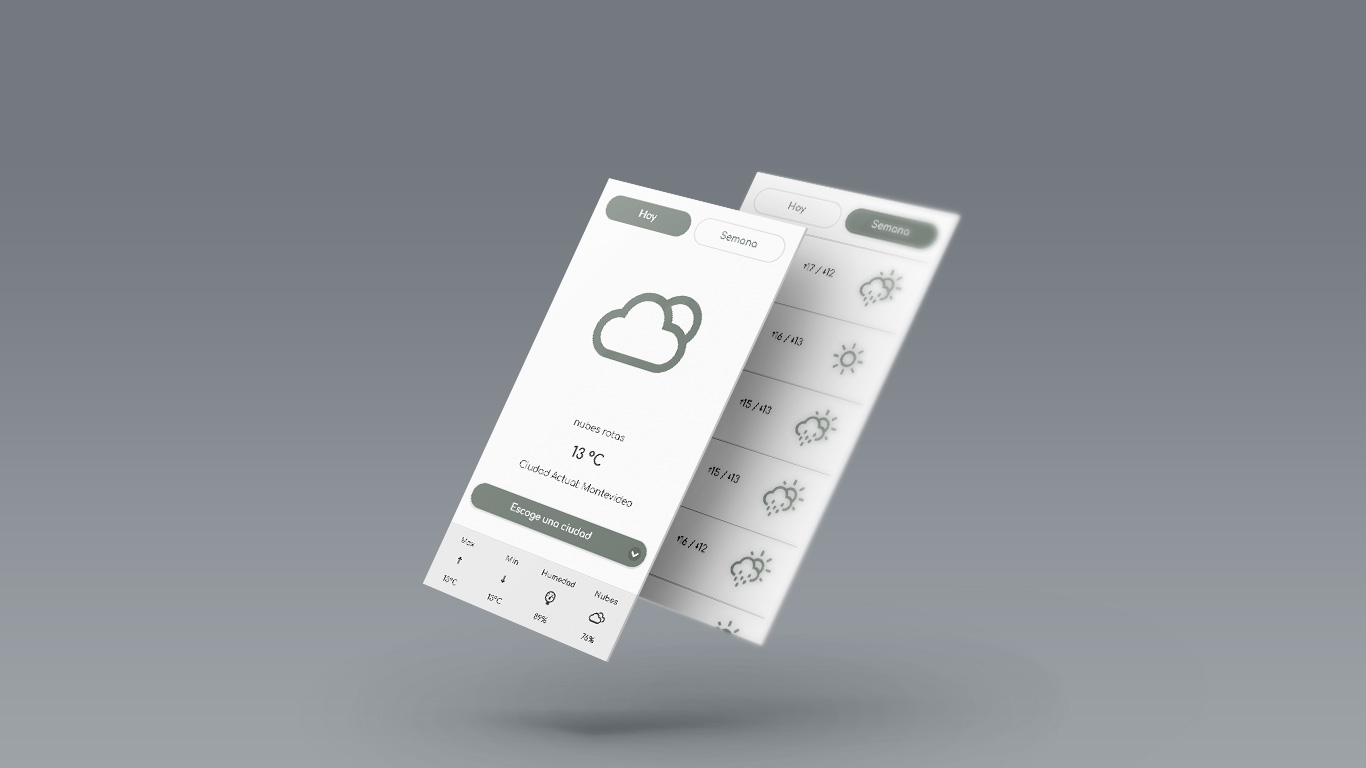 Hoy
Semana
nubes rotas
13 °C
Ciudad Actual: Montevideo
Escoge una ciudad
Max
Min
Humedad
Nubes
13°C
13°C
89%
76%
Hoy
Semana
↑17 / ↓12
↑16 / ↓13
↑15 / ↓13
↑15 / ↓13
↑16 / ↓12